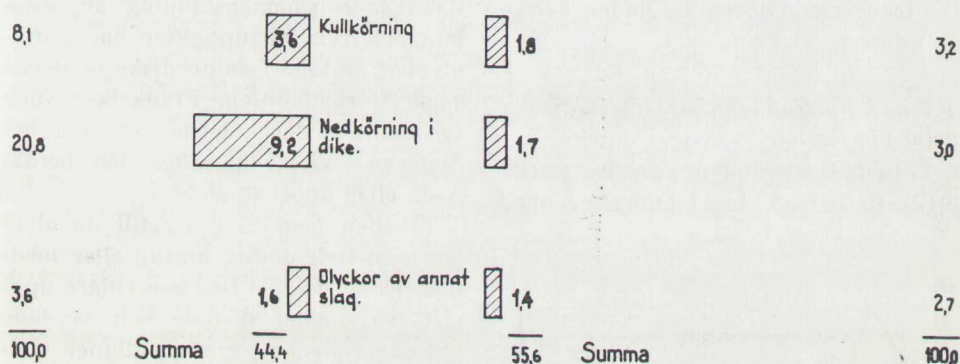 8,1 3,6 Kullkörning 1,8 3,2
20,8 9,2 Nedkörning i 1,7 3,0
dike.
3,6 1,6 Olyckor av annat 1,4 2,7
slag.
100,0 Summa 44,4 55,6 Summa 100,0